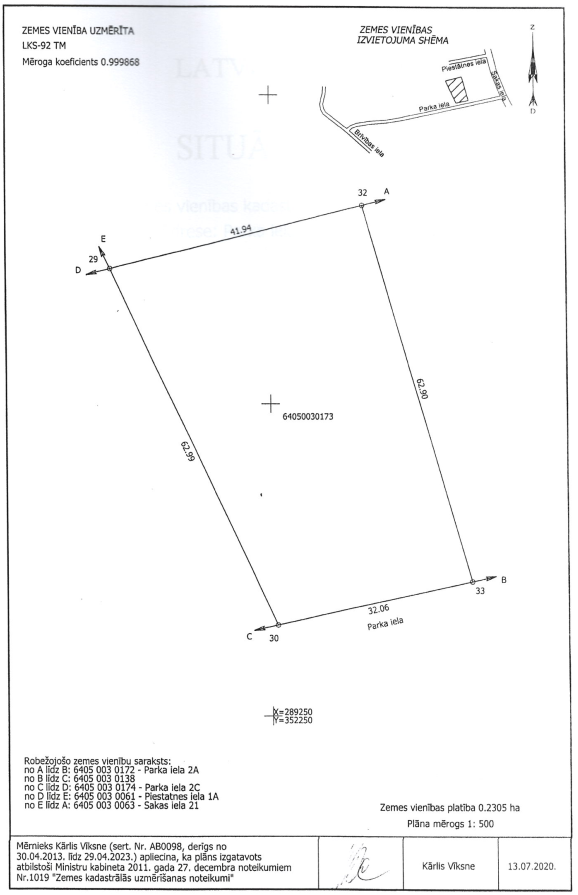 ZEMES VIENĪBA UZMĒRĪTA
LKS-92 TM
Mēroga koeficients 0.999868
ZEMES VIENĪBAS
IZVIETOJUMA SHĒMA
Z
D
Piestātnes iela
Sakas iela
Parka iela
Brīvības iela
LATV
SITUA
vienības kad
32
A
41.94
E
29
D
62.90
64050030173
62.99
B
33
32.06
Parka iela
C
30
X=289250
Y=352250
Robežojošo zemes vienību saraksts:
no A līdz B: 6405 003 0172 - Parka iela 2A
no B līdz C: 6405 003 0138
no C līdz D: 6405 003 0174 - Parka iela 2C
no D līdz E: 6405 003 0061 - Piestatnes iela 1A
no E līdz A: 6405 003 0063 - Sakas iela 21
Zemes vienības platība 0.2305 ha
Plāna mērogs 1: 500
Mērnieks Kārlis Vīksne (sert. Nr. AB0098, derīgs no
30.04.2013. līdz 29.04.2023.) apliecina, ka plāns izgatavots
atbilstoši Ministru kabineta 2011. gada 27. decembra noteikumiem
Nr.1019 "Zemes kadastrālās uzmērīšanas noteikumi"
Kārlis Vīksne
13.07.2020.